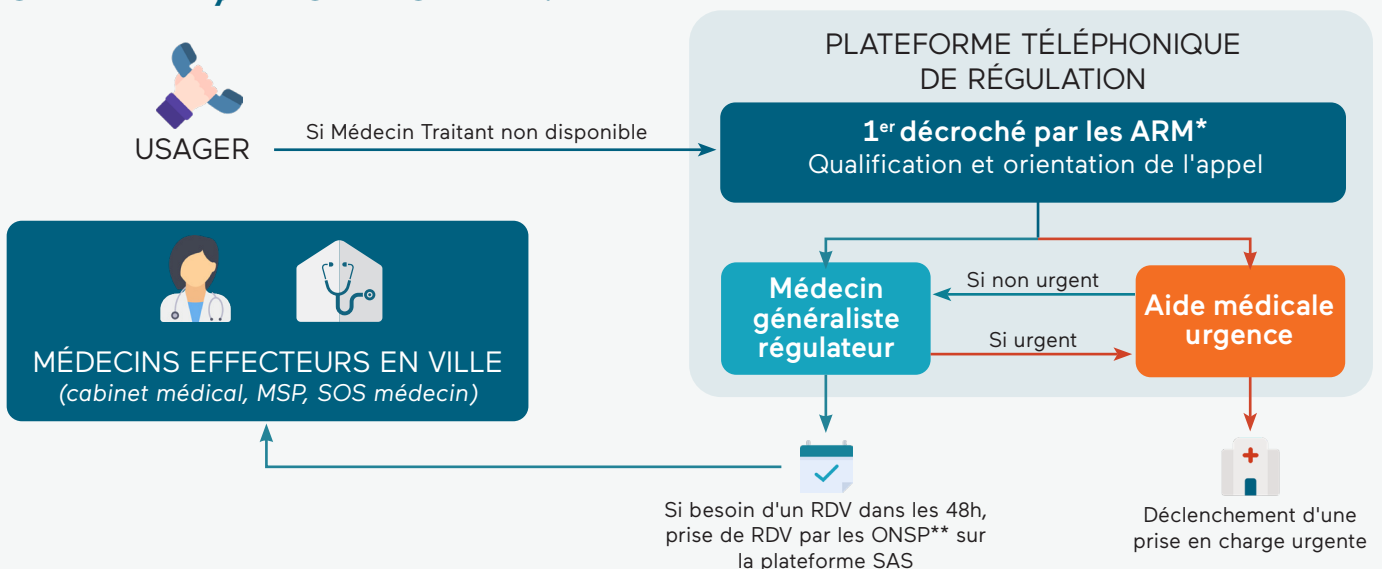 PLATEFORME TÉLÉPHONIQUE
DE RÉGULATION
USAGER
Si Médecin Traitant non disponible
1er décroché par les ARM*
Qualification et orientation de l'appel
Médecin
généraliste
régulateur
Si non urgent
Si urgent
Aide médicale
urgence
MÉDECINS EFFECTEURS EN VILLE
(cabinet médical, MSP, SOS médecin)
Si besoin d'un RDV dans les 48h,
prise de RDV par les ONSP** sur
la plateforme SAS
Déclenchement d'une
prise en charge urgente